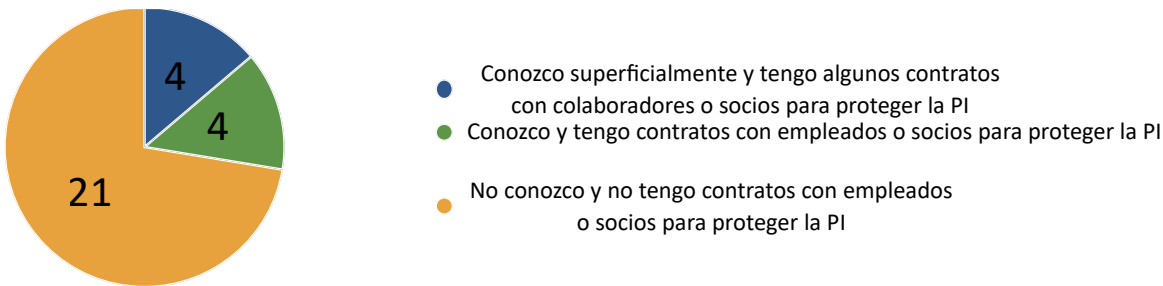 4
4
21
Conozco superficialmente y tengo algunos contratos
con colaboradores o socios para proteger la PI
Conozco y tengo contratos con empleados o socios para proteger la PI
No conozco y no tengo contratos con empleados
o socios para proteger la PI